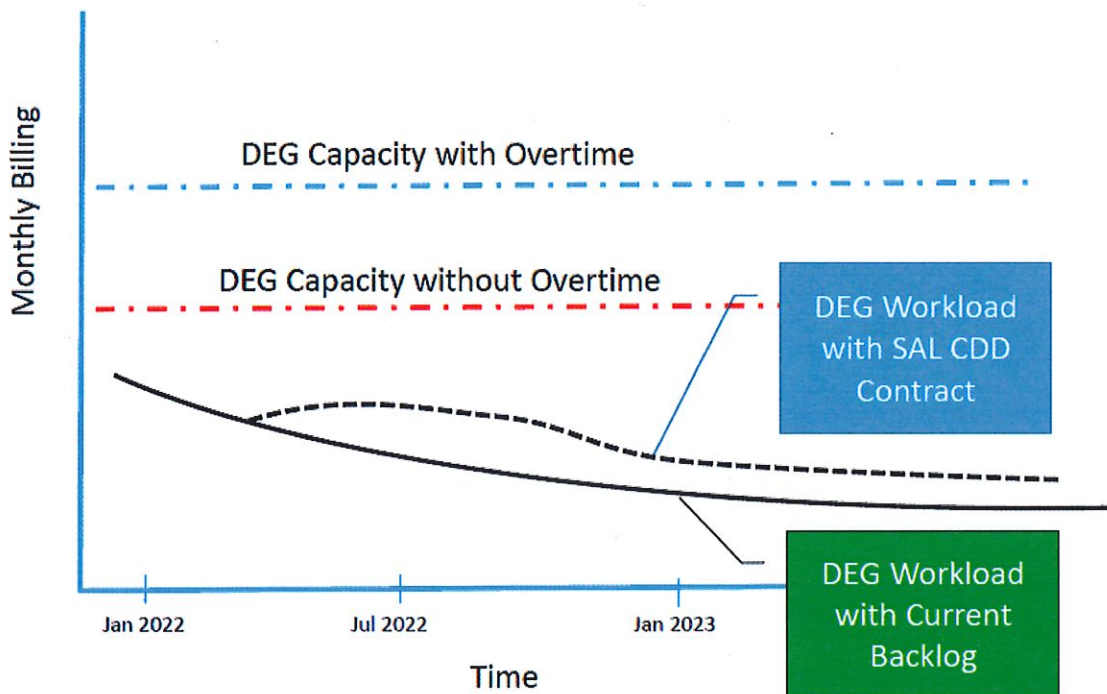 Monthly Billing
DEG Capacity with Overtime
DEG Capacity without Overtime
DEG Workload
with SAL CDD
Contract
DEG Workload
with Current
Backlog
Jan 2022
Jul 2022
Jan 2023
Time